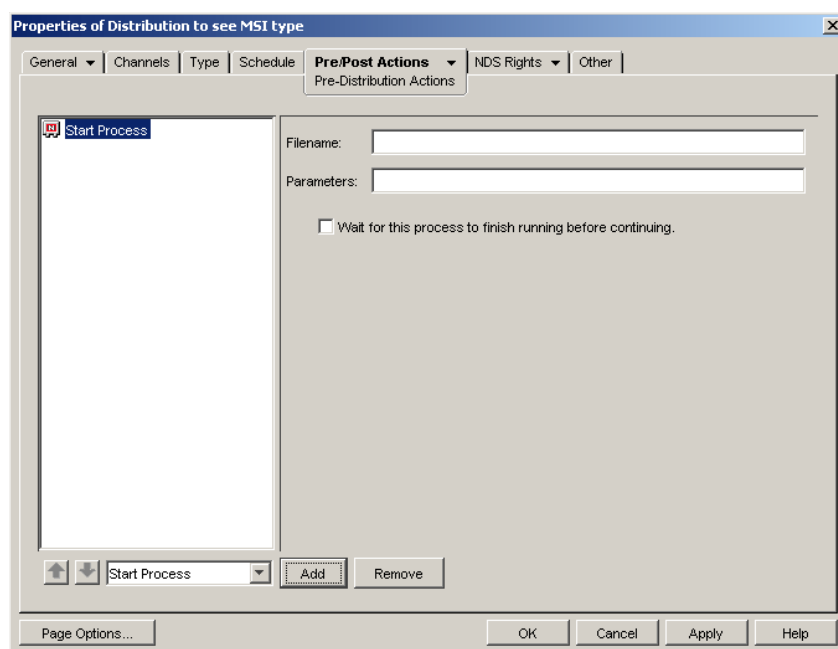 Properties of Distribution to see MSI type
General Channels Type Schedule Pre/Post Actions NDS Rights Other
Pre-Distribution Actions
Start Process
Filename:
Parameters:
Wait for this process to finish running before continuing.
Start Process Add Remove
Page Options... OK Cancel Apply Help